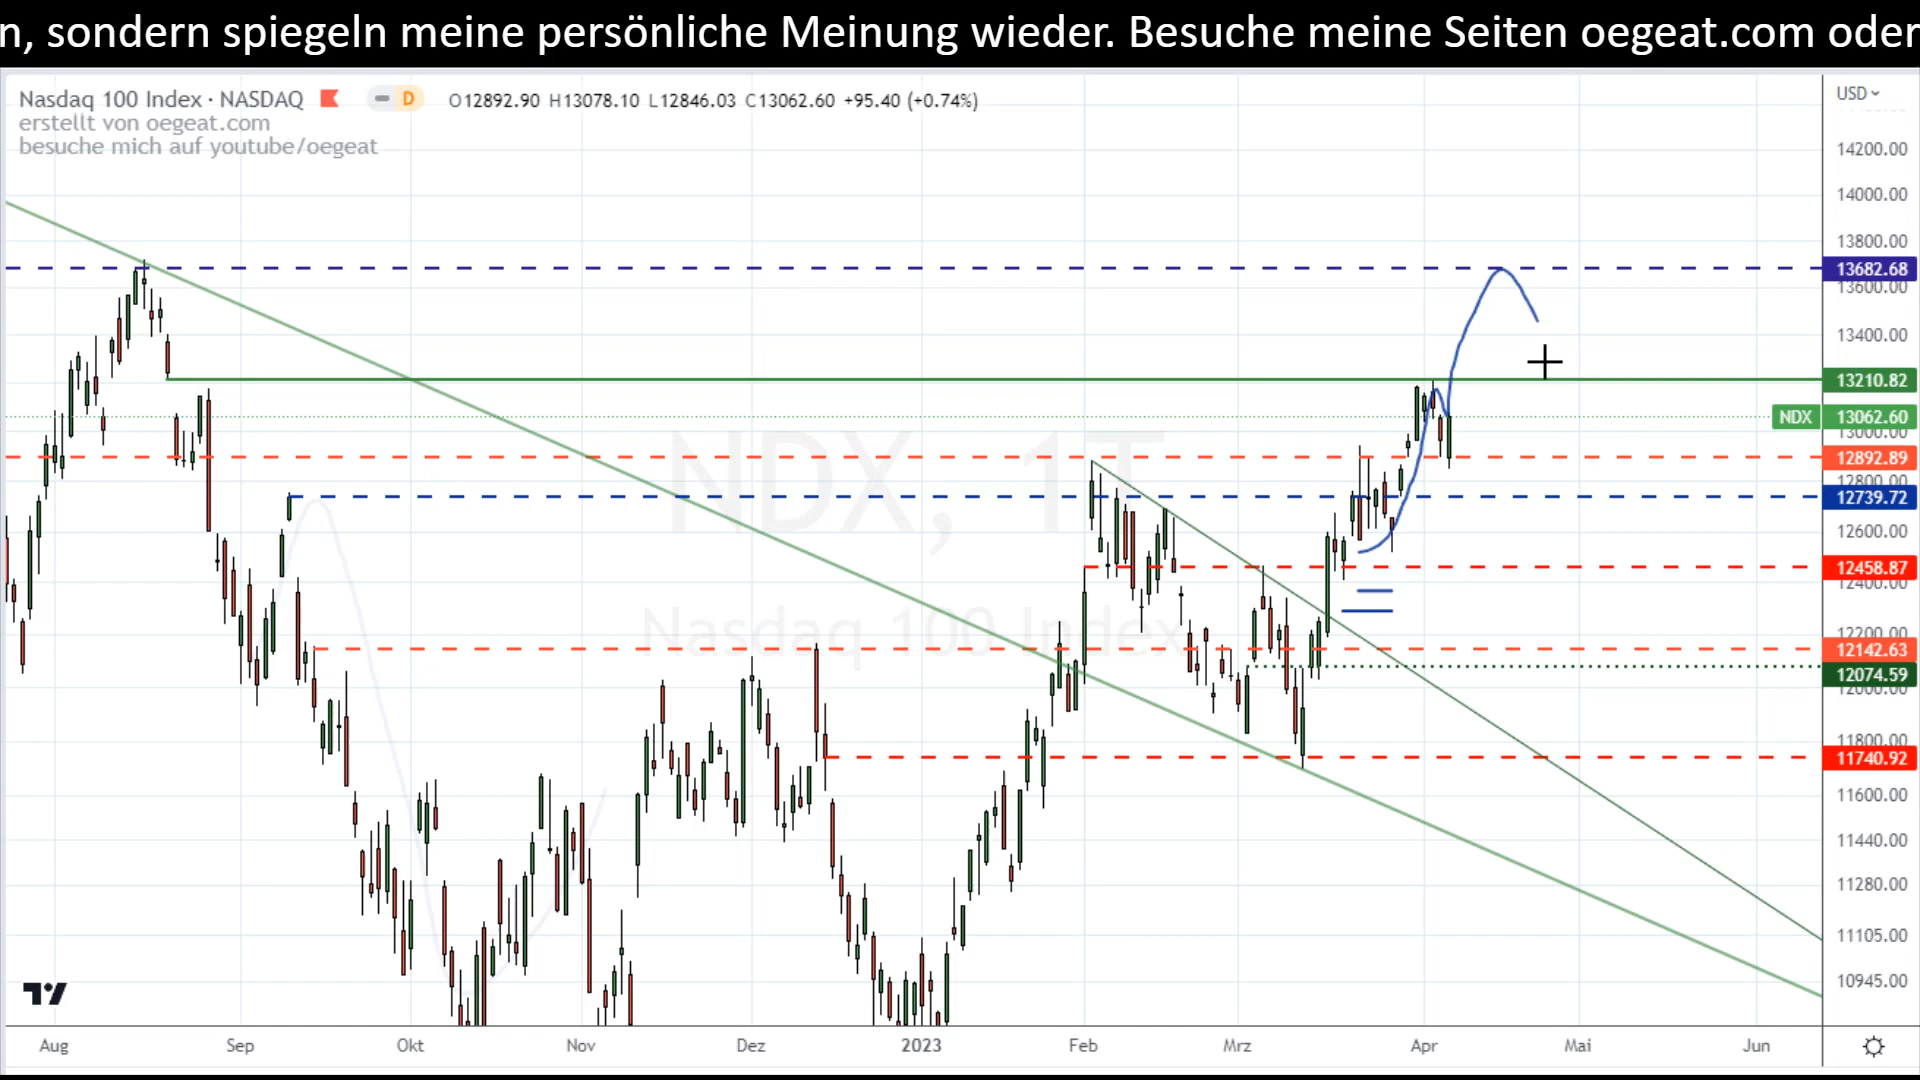 n, sondern spiegeln meine persönliche Meinung wieder. Besuche meine Seiten oegeat.com oder
Nasdaq 100 Index · NASDAQ D O12892.90 H13078.10 L12846.03 C13062.60 +95.40 (+0.74%)
erstellt von oegeat.com
besuche mich auf youtube/oegeat
USD
14200.00
14000.00
13800.00
13682.68
13600.00
13400.00
13210.82
NDX 13062.60
13000.00
12892.89
12800.00
12739.72
12600.00
12458.87
12400.00
12200.00
12142.63
12074.59
12000.00
11800.00
11740.92
11600.00
11440.00
11280.00
11105.00
10945.00
NDX, 1T
Nasdaq 100 Index
Aug Sep Okt Nov Dez 2023 Feb Mrz Apr Mai Jun